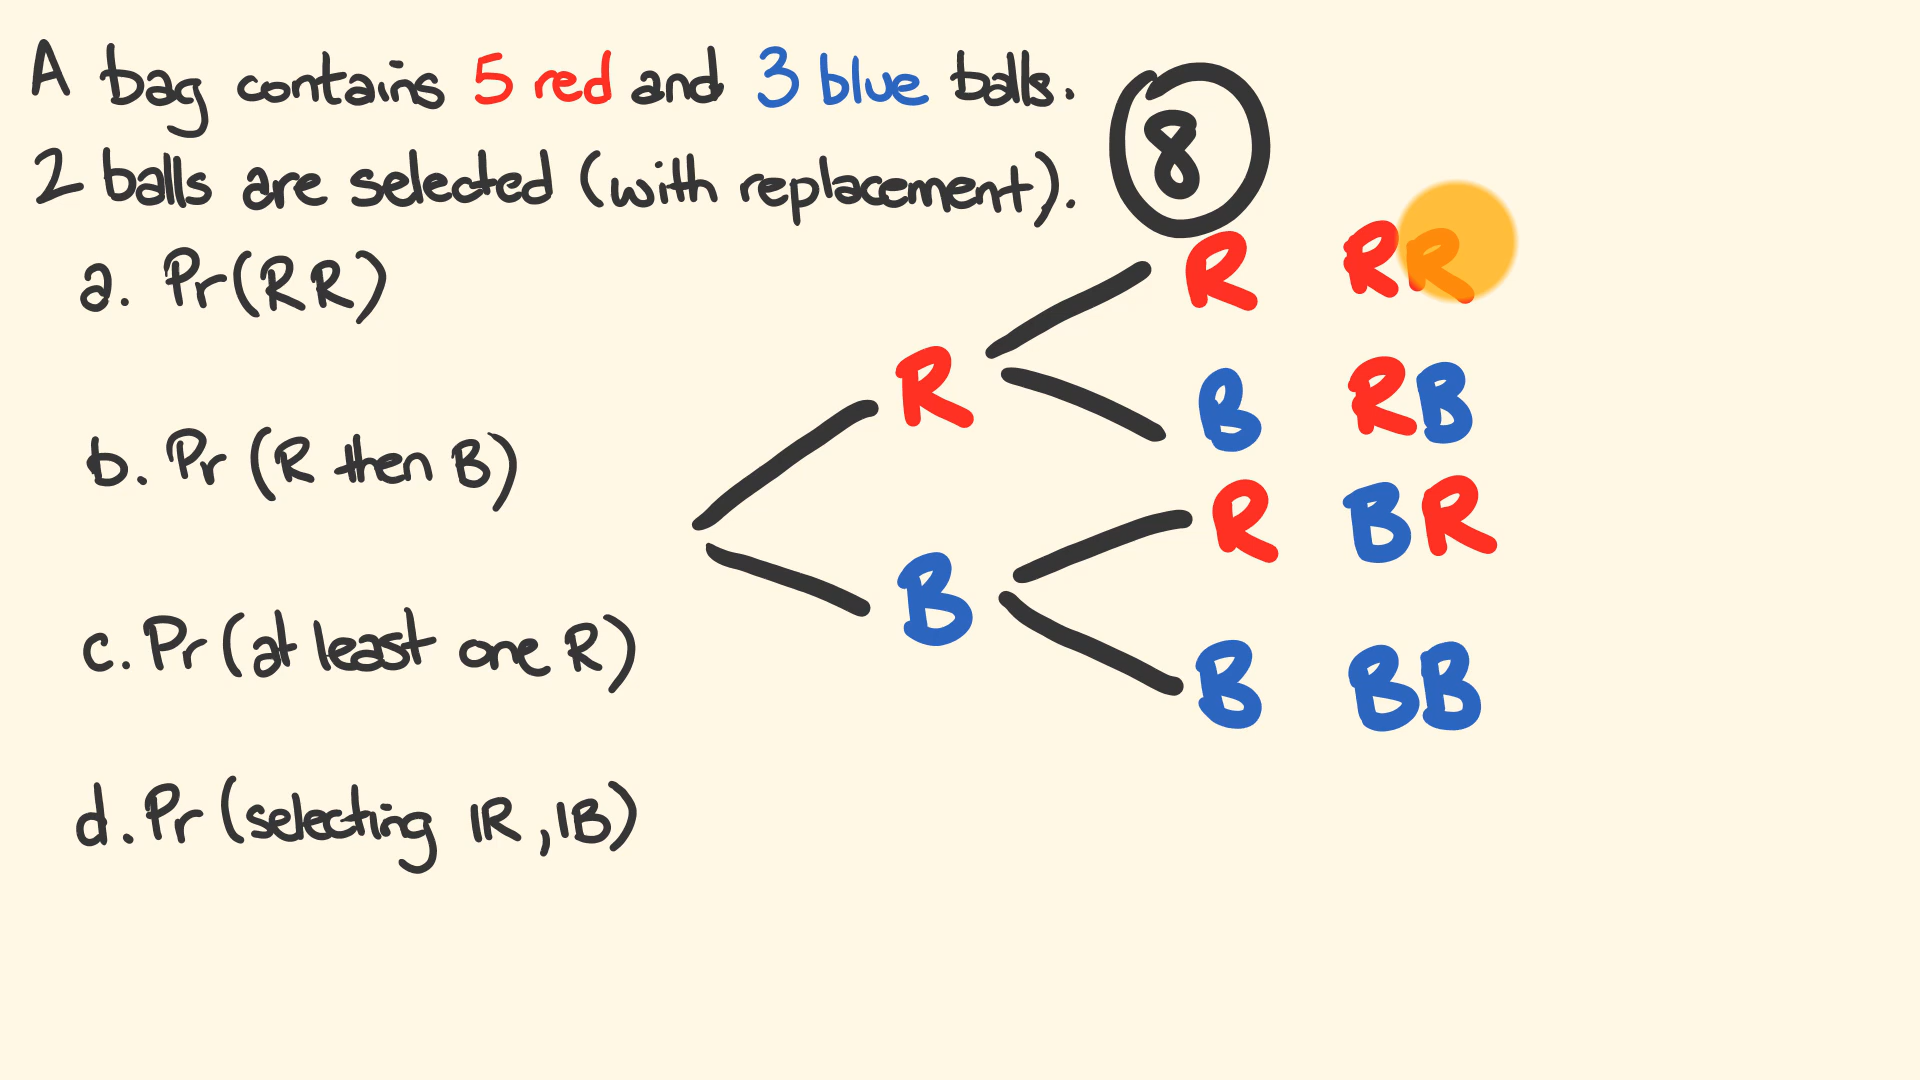 A bag contains 5 red and 3 blue balls.
8
2 balls are selected (with replacement).
a. Pr(RR)
R RR
R
B RB
b. Pr (R then B)
R BR
B
c. Pr (at least one R)
B BB
d. Pr (selecting 1R, 1B)